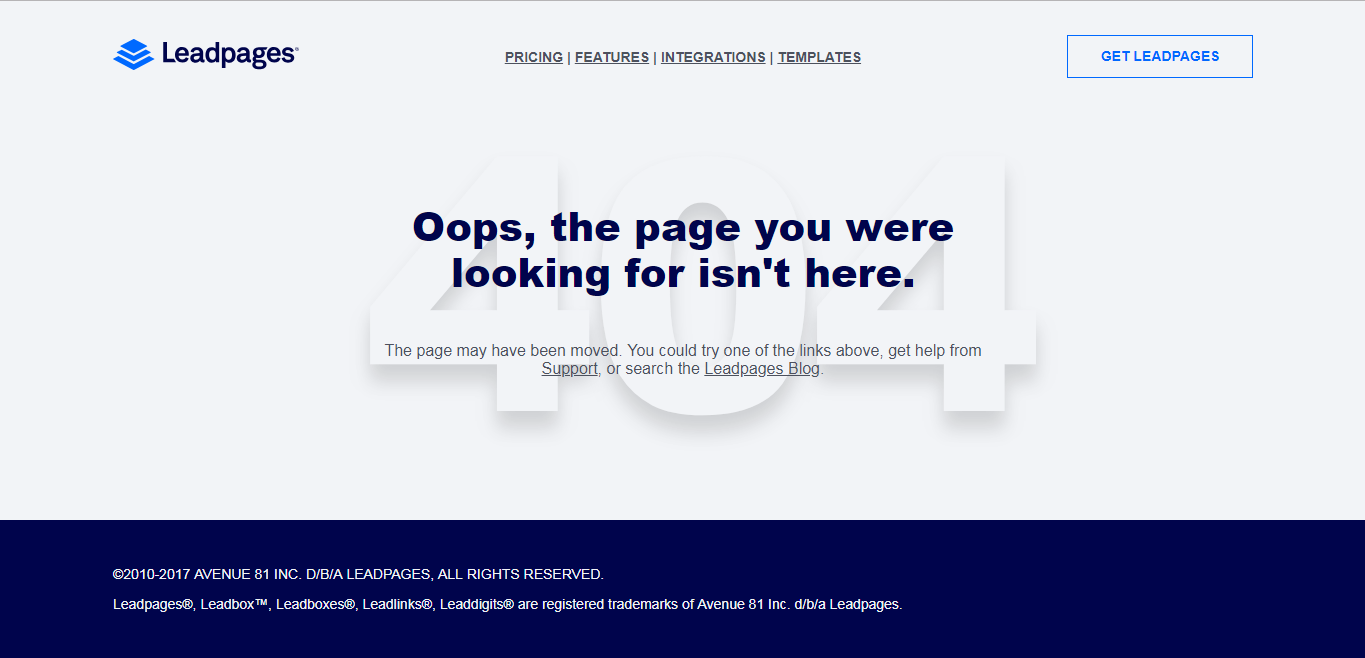 Leadpages®
PRICING | FEATURES | INTEGRATIONS | TEMPLATES
GET LEADPAGES
404
Oops, the page you were
looking for isn't here.
The page may have been moved. You could try one of the links above, get help from
Support, or search the Leadpages Blog.
©2010-2017 AVENUE 81 INC. D/B/A LEADPAGES, ALL RIGHTS RESERVED.
Leadpages®, Leadbox™, Leadboxes®, Leadlinks®, Leaddigits® are registered trademarks of Avenue 81 Inc. d/b/a Leadpages.